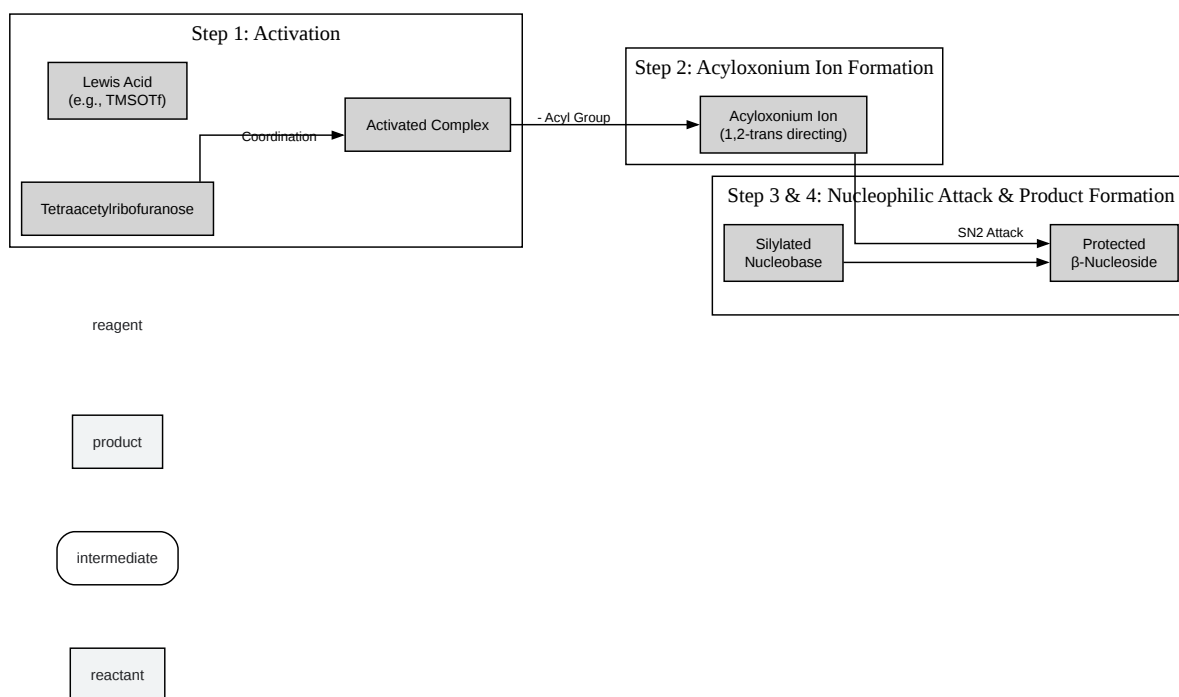 Step 1: Activation
Lewis Acid
(e.g., TMSOTf)
Tetraacetylribofuranose
Coordination
Activated Complex
- Acyl Group
Step 2: Acyloxonium Ion Formation
Acyloxonium Ion
(1,2-trans directing)
Step 3 & 4: Nucleophilic Attack & Product Formation
Silylated
Nucleobase
SN2 Attack
Protected
β-Nucleoside
reagent
product
intermediate
reactant